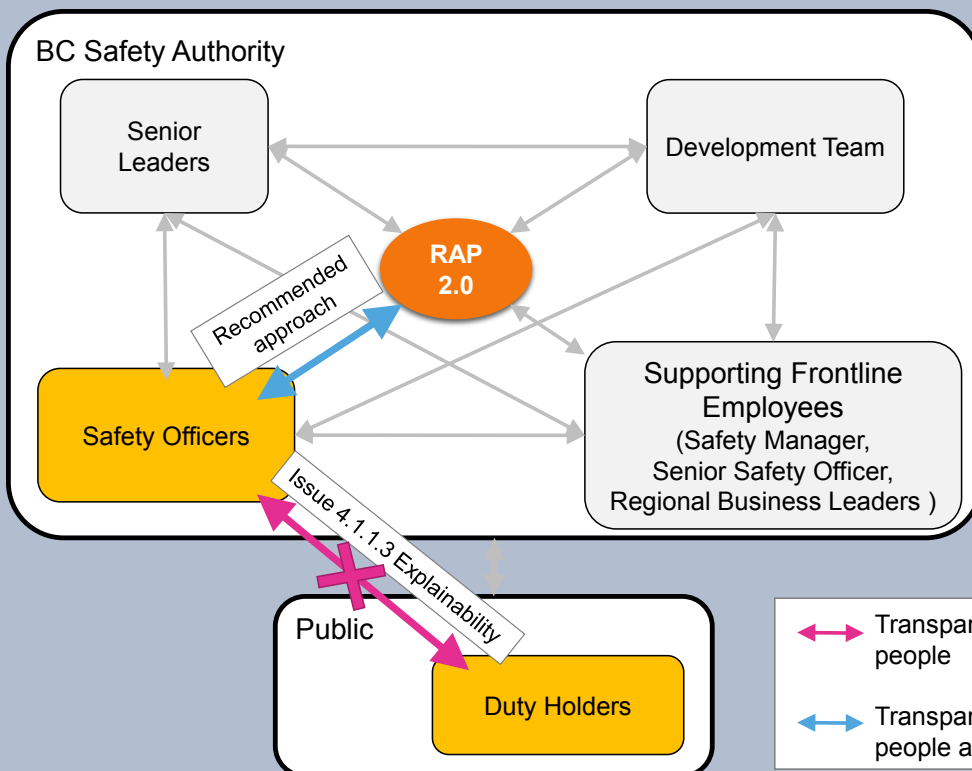 BC Safety Authority
Senior
Leaders
Development Team
RAP
2.0
Recommended
approach
Safety Officers
Supporting Frontline
Employees
(Safety Manager,
Senior Safety Officer,
Regional Business Leaders )
Issue 4.1.1.3 Explainability
Public
Duty Holders
people
people a